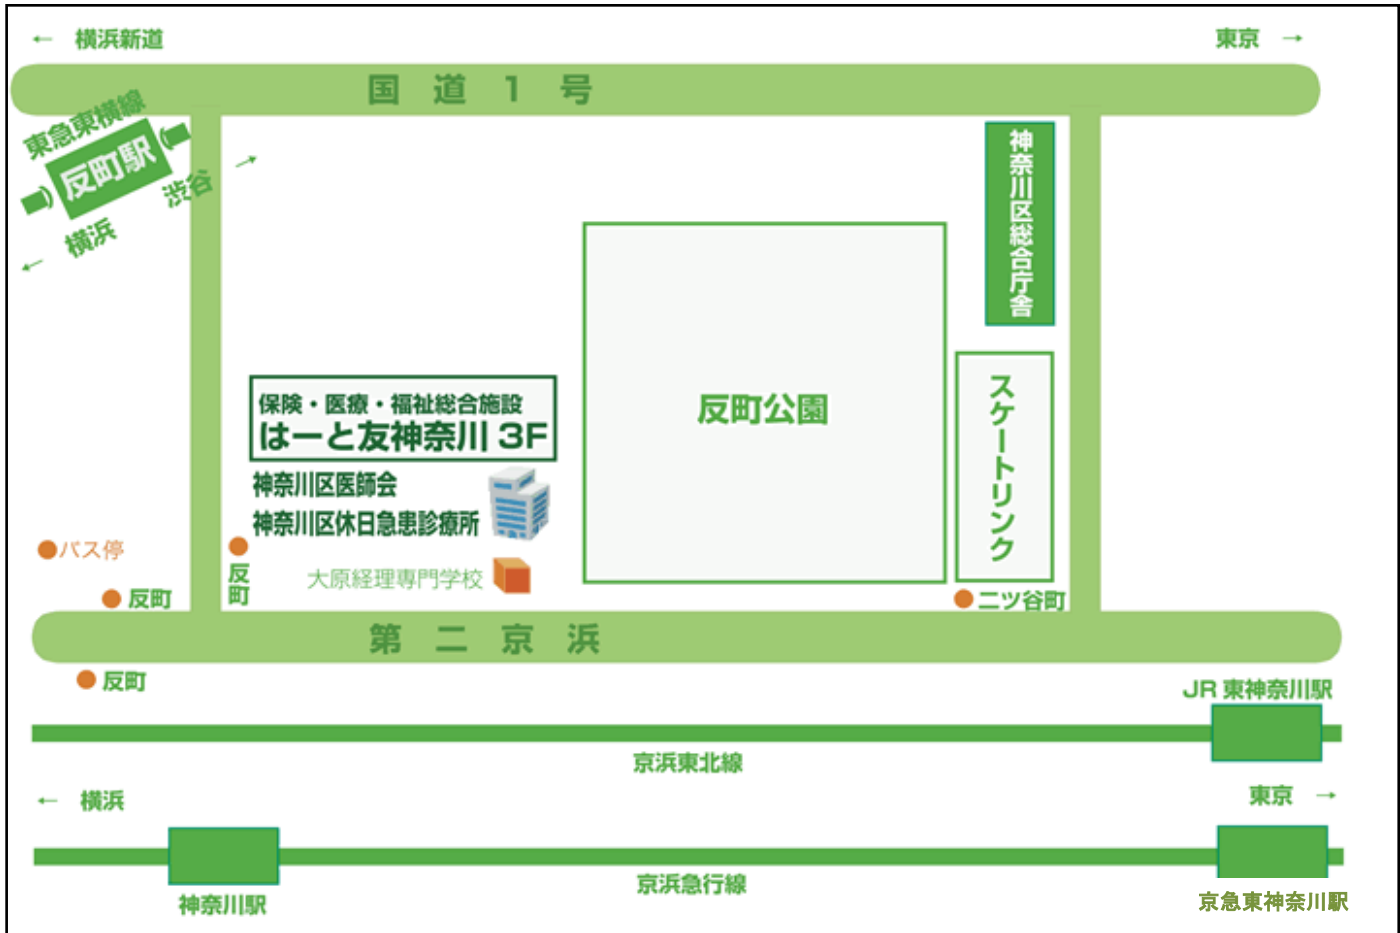 ← 横浜新道
東京 →
国道1号
東急東横線
反町駅
渋谷 →
← 横浜
神奈川区総合庁舎
反町公園
スケートリンク
保険・医療・福祉総合施設
はーと友神奈川 3F
神奈川区医師会
神奈川区休日急患診療所
大原経理専門学校
バス停
反町
反町
二ツ谷町
第二京浜
反町
JR 東神奈川駅
京浜東北線
← 横浜
東京 →
京浜急行線
神奈川駅
京急東神奈川駅